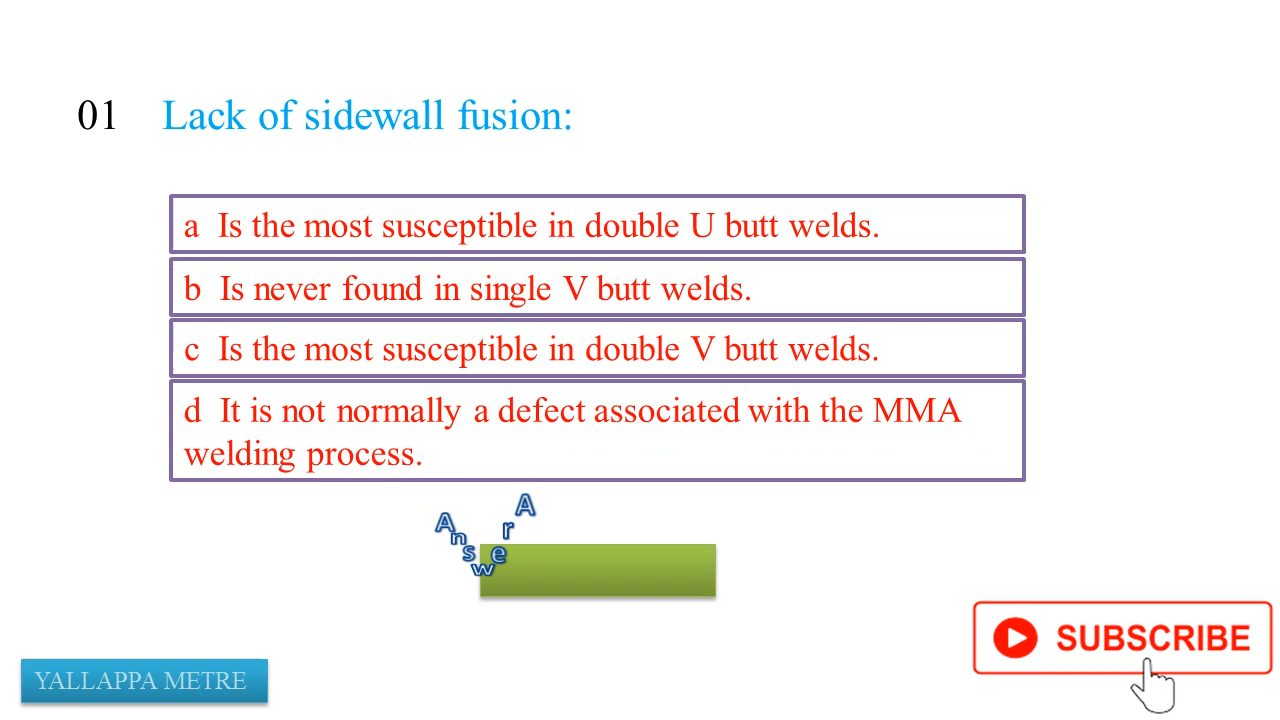 01 Lack of sidewall fusion:
a Is the most susceptible in double U butt welds.
b Is never found in single V butt welds.
c Is the most susceptible in double V butt welds.
d It is not normally a defect associated with the MMA
welding process.
Answer A
SUBSCRIBE
YALLAPPA METRE